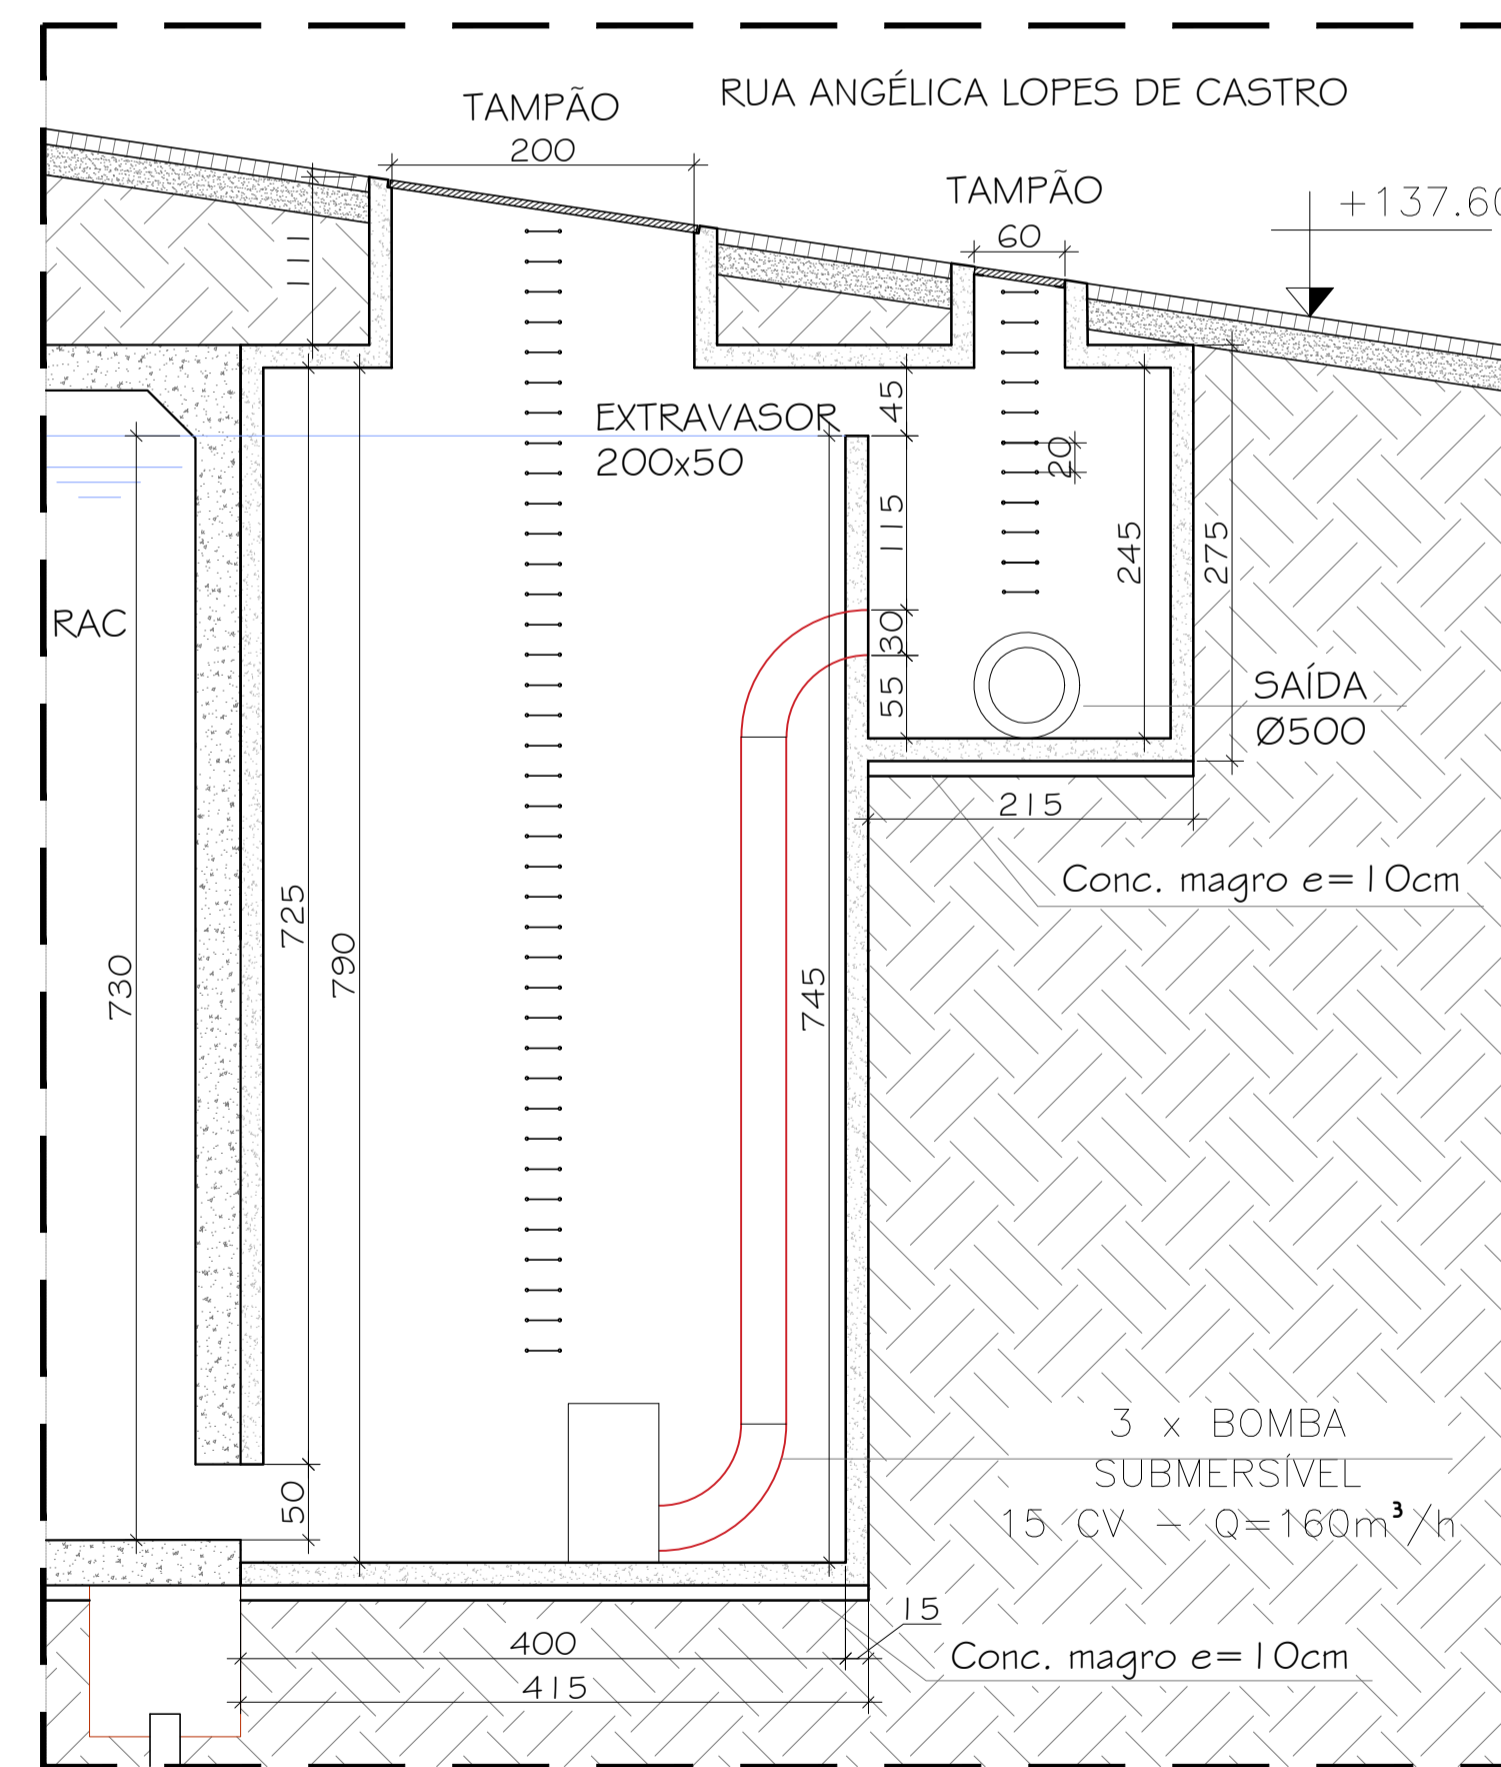 RUA ANGÉLICA LOPES DE CASTRO
TAMPÃO
200
TAMPÃO
60
+137.60
111
EXTRAVASOR
200x50
45
20
115
245
275
RAC
30
55
SAÍDA
Ø500
215
Conc. magro e=10cm
725
790
730
745
3 x BOMBA
SUBMERSÍVEL
15 CV - Q=160m³/h
50
15
400
Conc. magro e=10cm
415